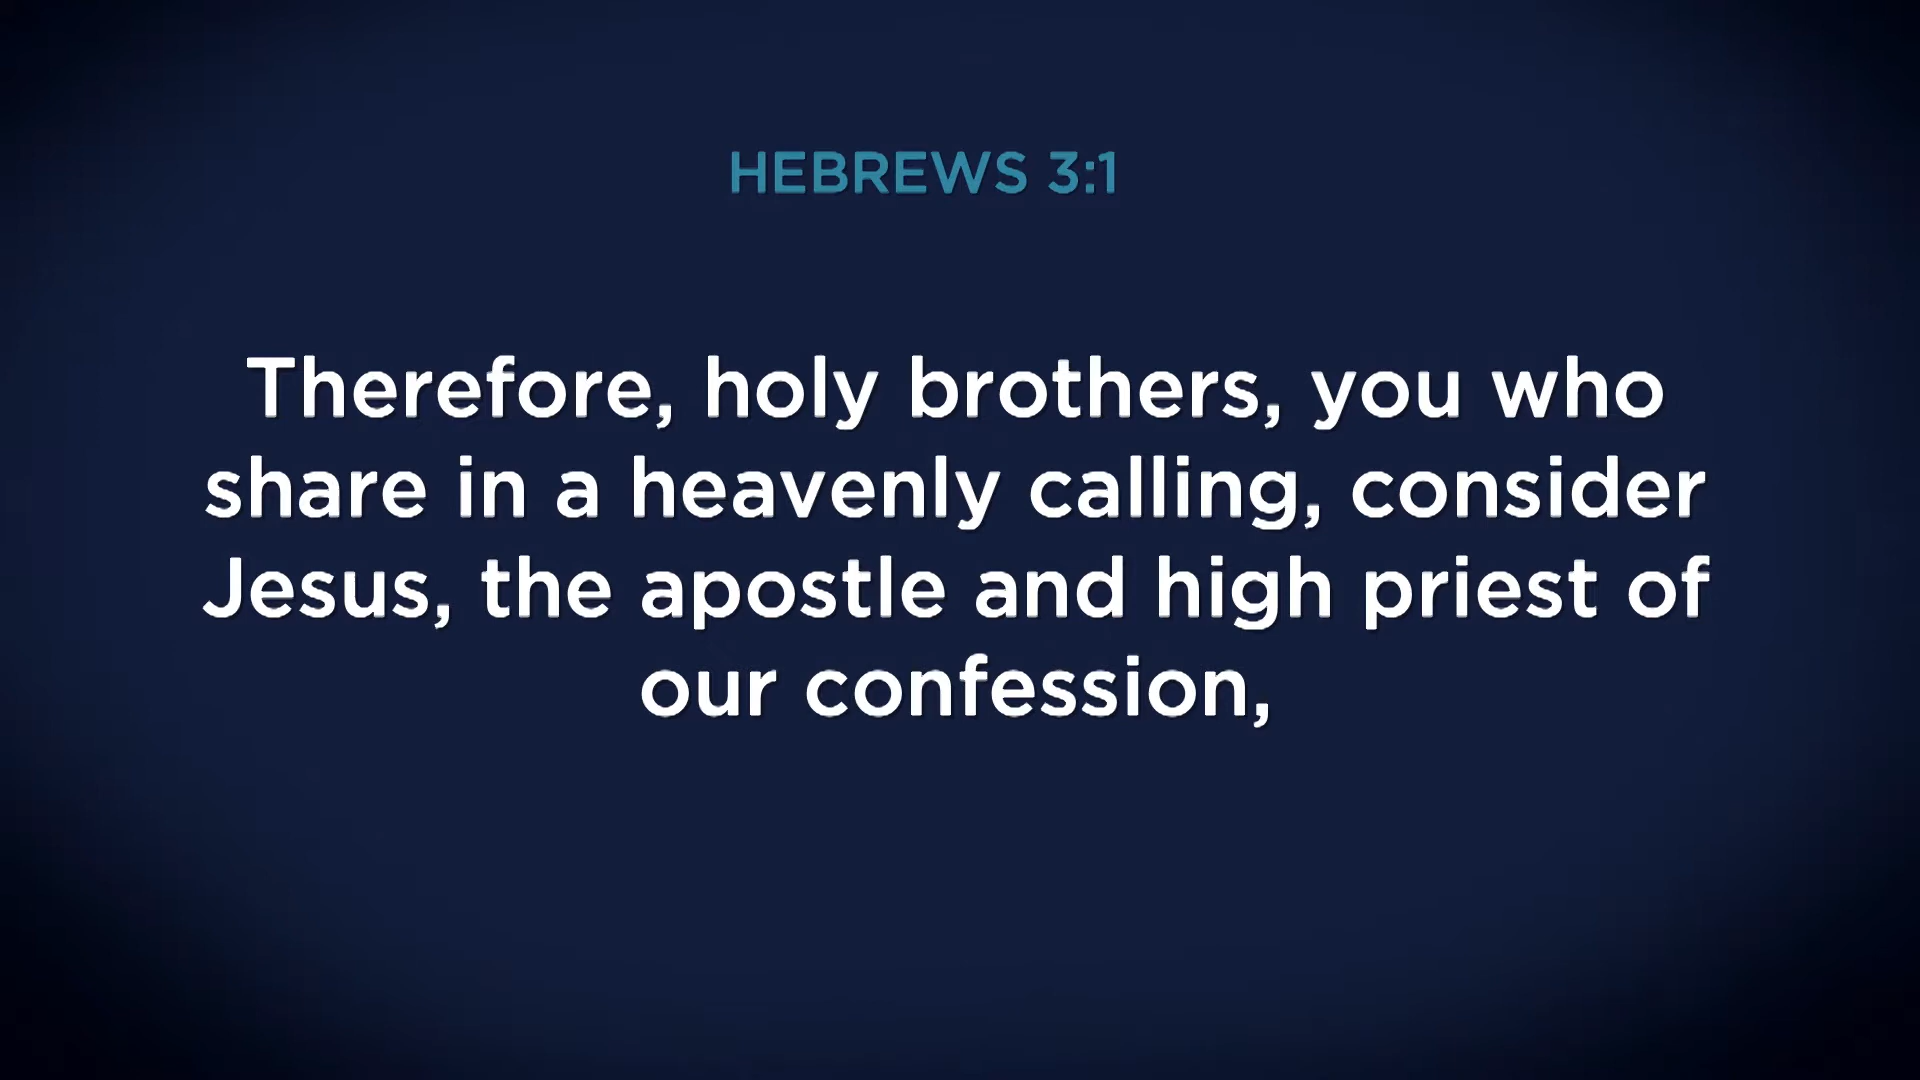 HEBREWS 3:1
Therefore, holy brothers, you who
share in a heavenly calling, consider
Jesus, the apostle and high priest of
our confession,